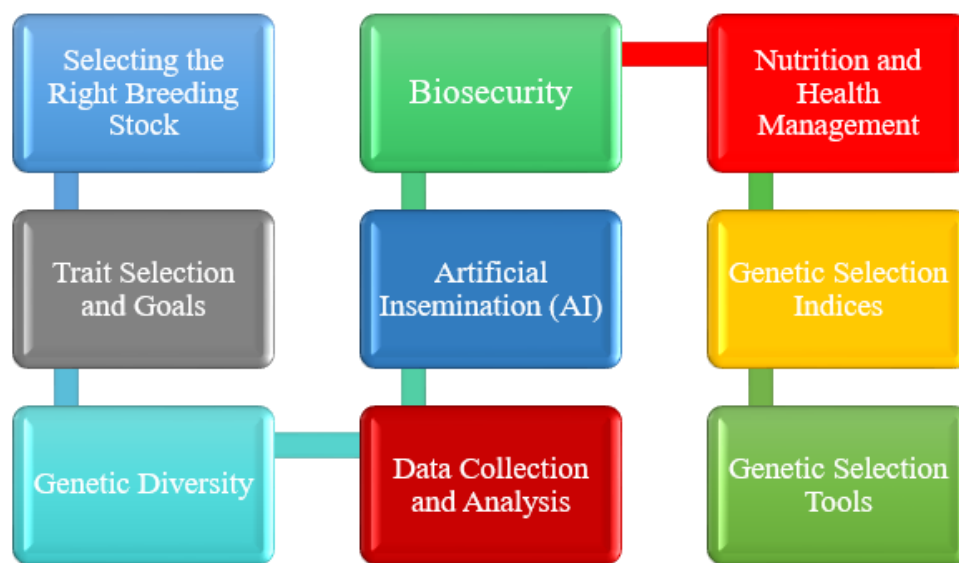 Selecting the
Right Breeding
Stock
Trait Selection
and Goals
Genetic Diversity
Data Collection
and Analysis
Artificial
Insemination (AI)
Biosecurity
Nutrition and
Health
Management
Genetic Selection
Indices
Genetic Selection
Tools